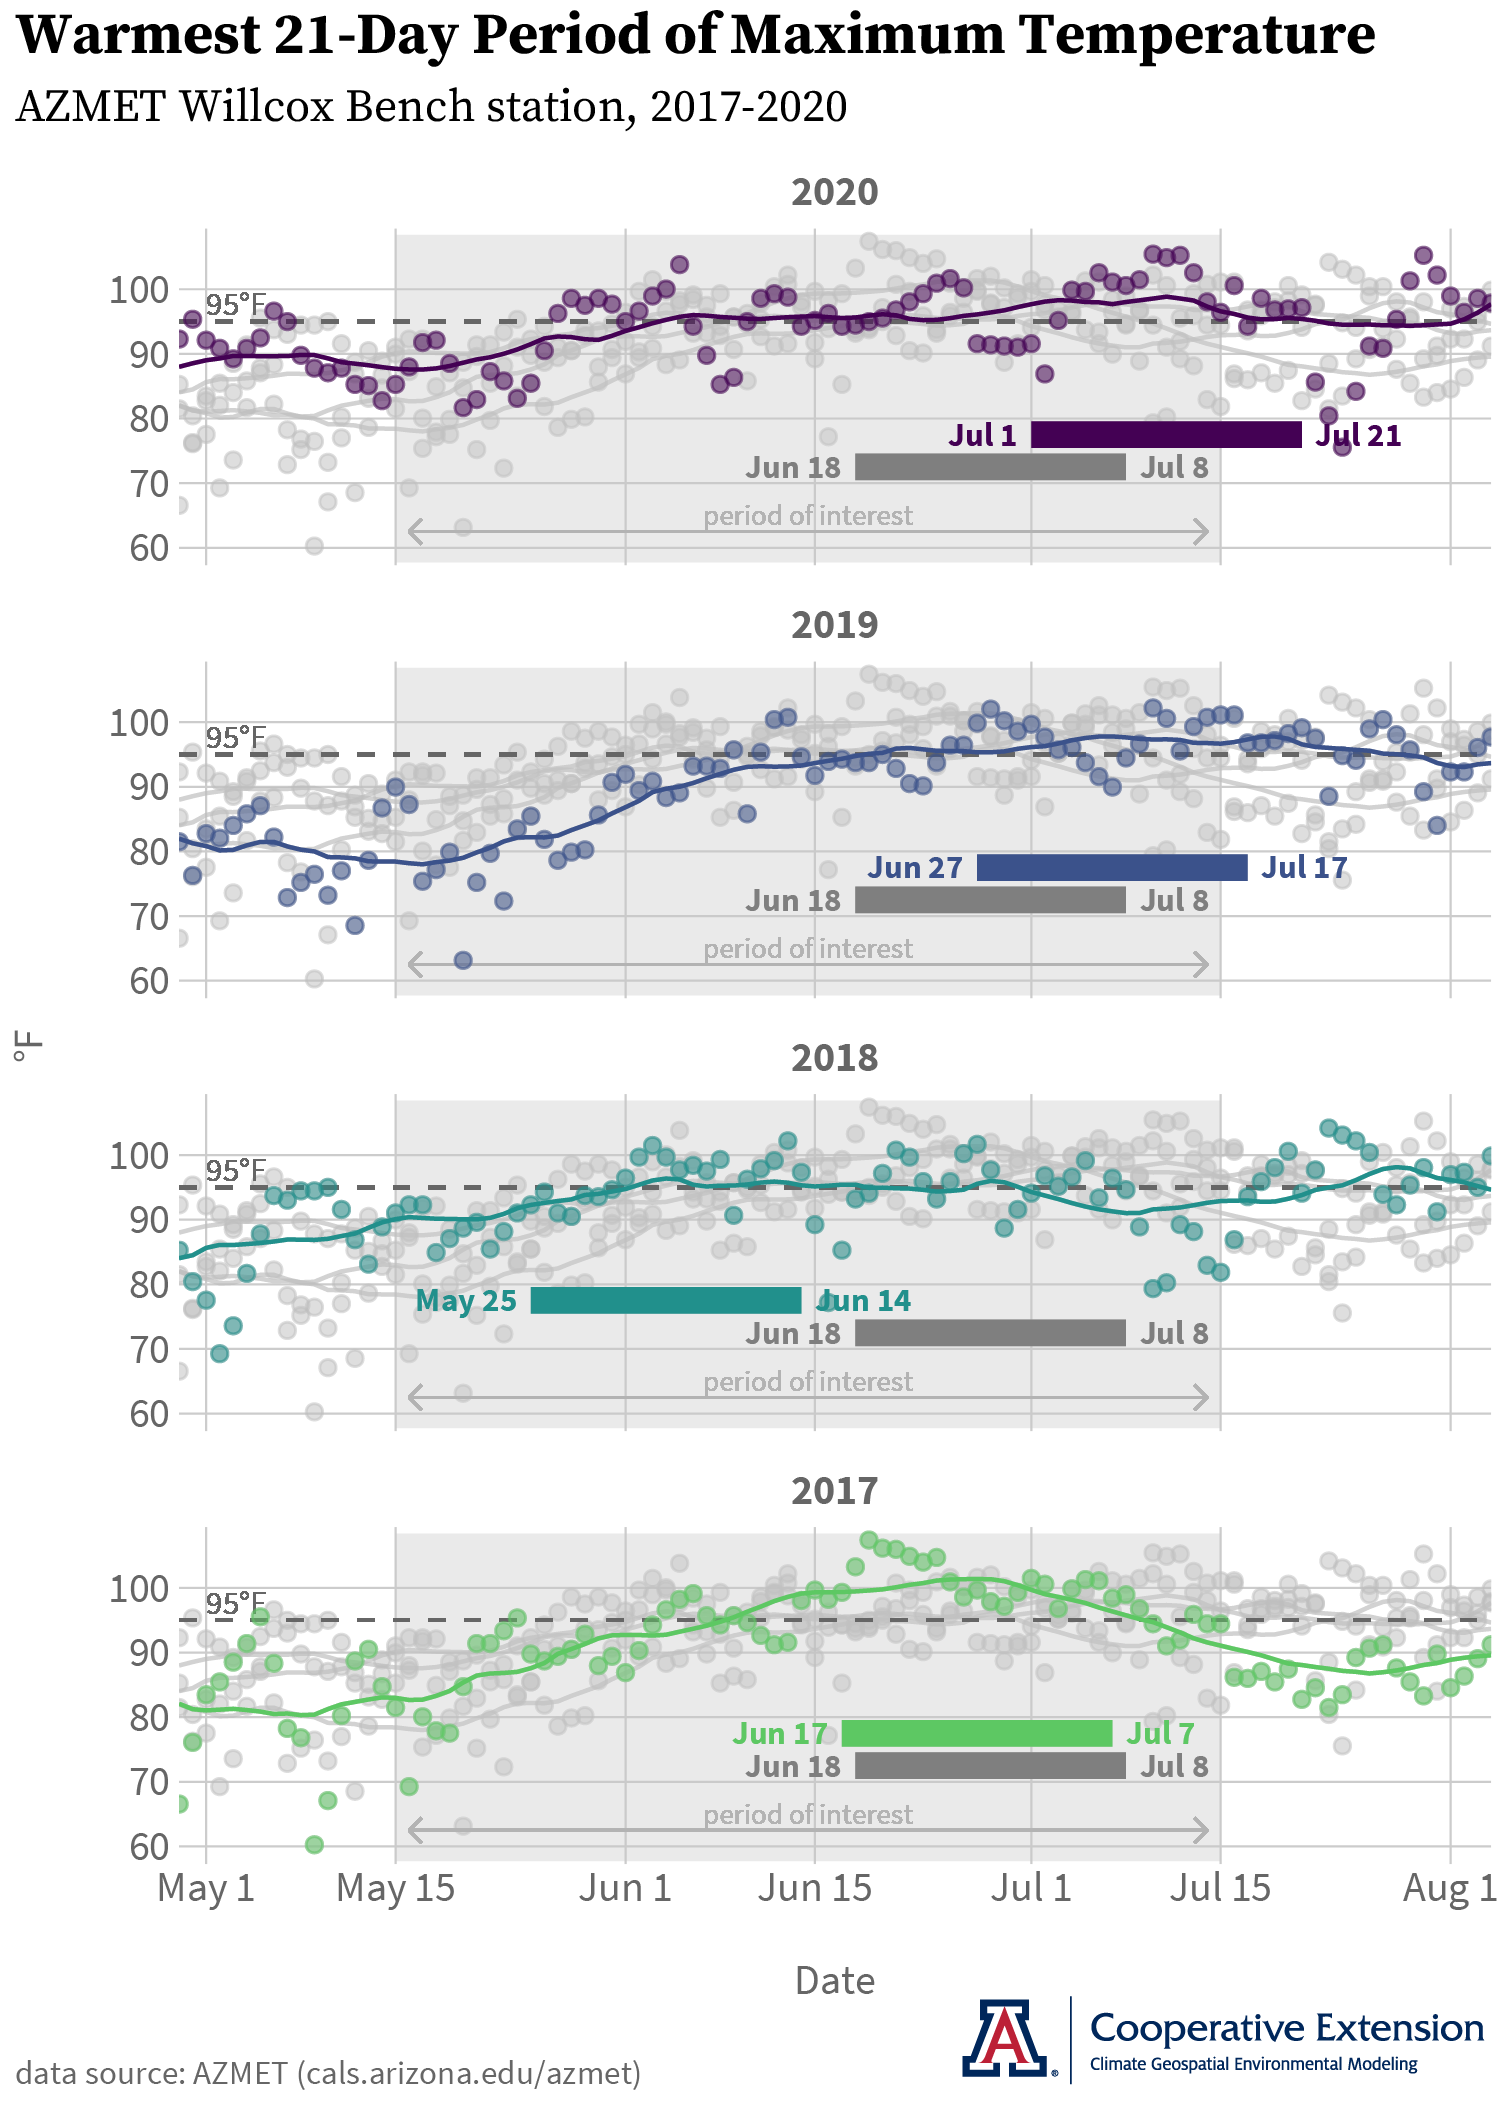 Warmest 21-Day Period of Maximum Temperature
AZMET Willcox Bench station, 2017-2020
2020
100
95°F
90
80
Jul 1
Jul 21
Jun 18
Jul 8
70
period of interest
60
2019
100
95°F
90
80
Jun 27
Jul 17
Jun 18
Jul 8
70
period of interest
60
°F
2018
100
95°F
90
80
May 25
Jun 14
Jun 18
Jul 8
70
period of interest
60
2017
100
95°F
90
80
Jun 17
Jul 7
Jun 18
Jul 8
70
period of interest
60
May 1
May 15
Jun 1
Jun 15
Jul 1
Jul 15
Aug 1
Date
A
®
Cooperative Extension
Climate Geospatial Environmental Modeling
data source: AZMET (cals.arizona.edu/azmet)